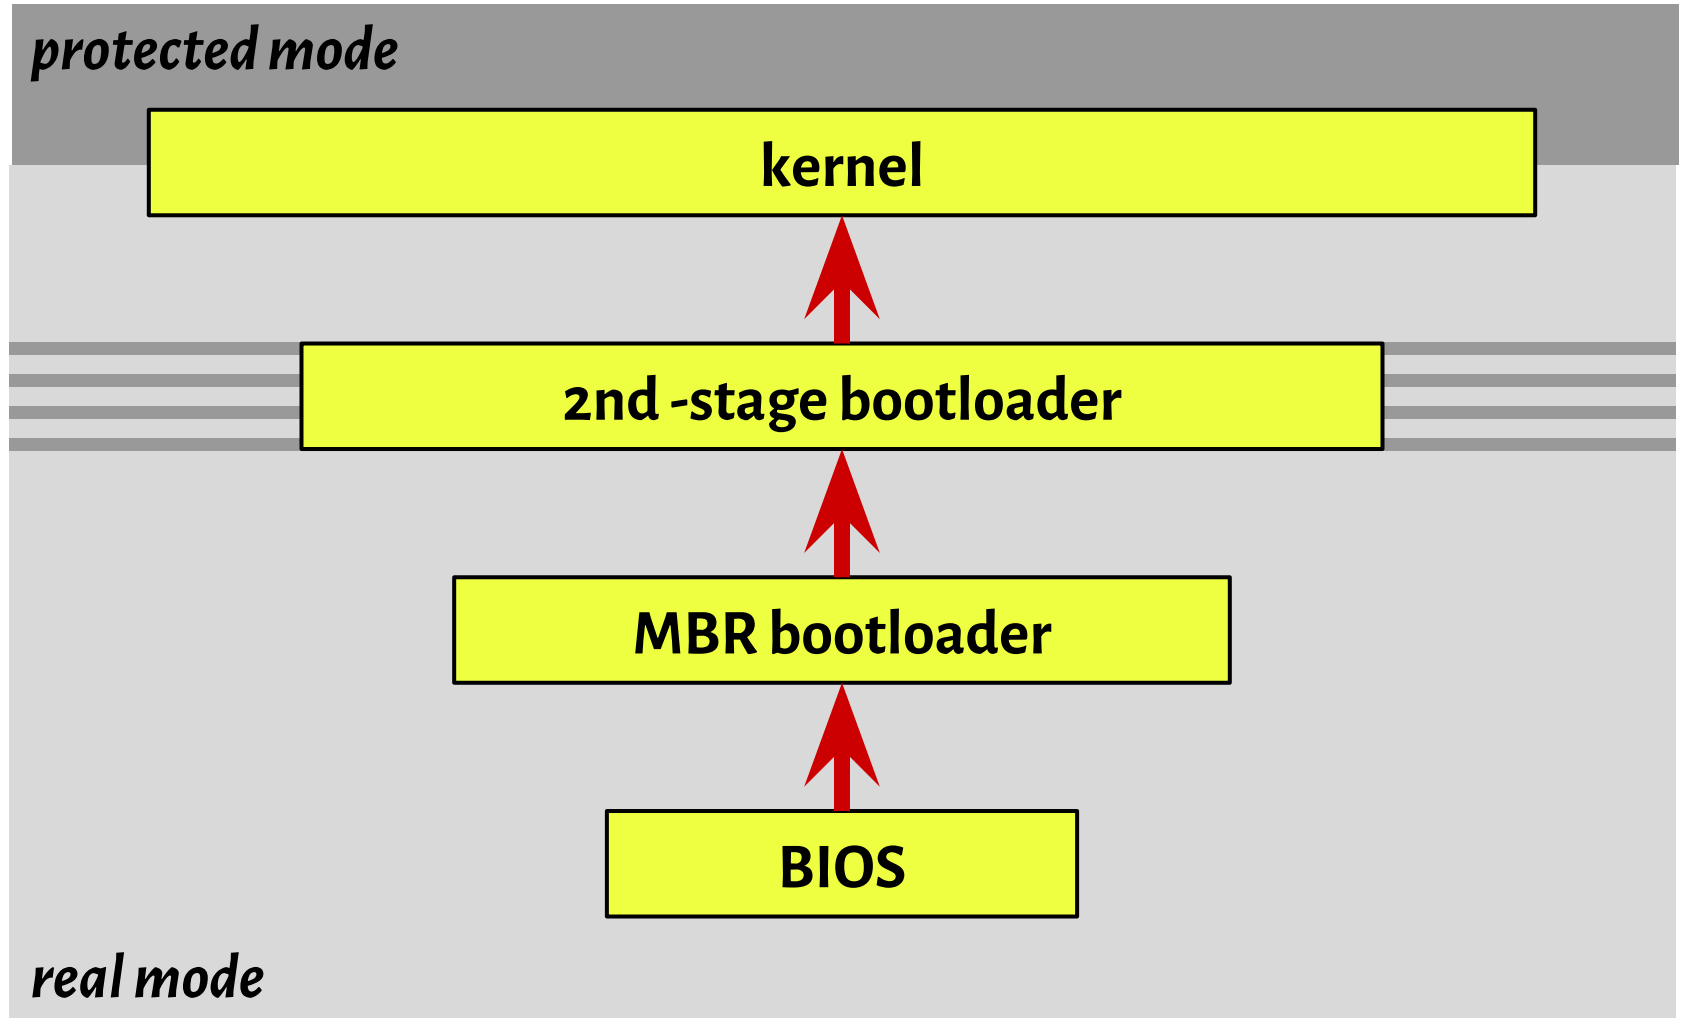 protected mode
kernel
2nd -stage bootloader
MBR bootloader
BIOS
real mode